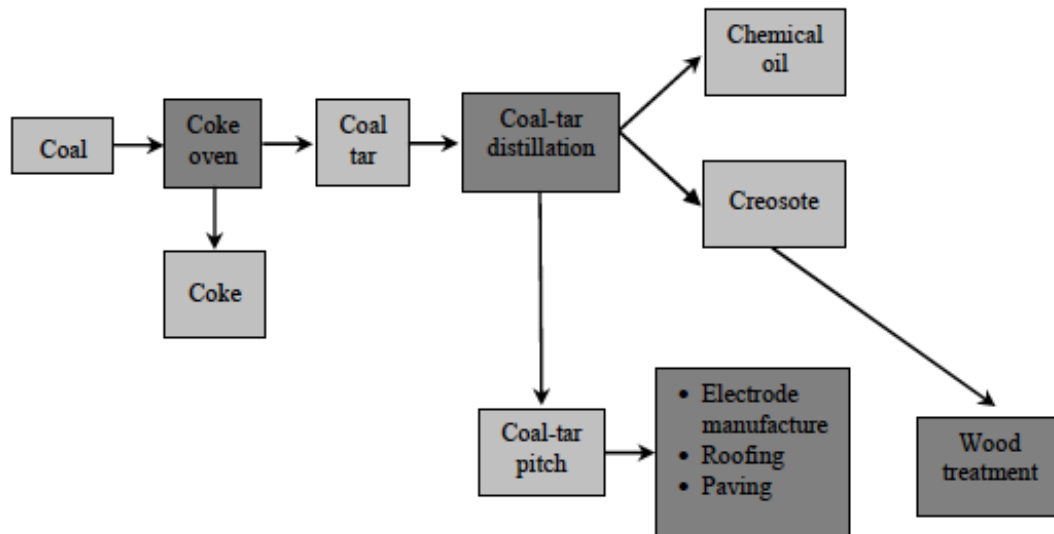 Chemical
oil
Coal
Coke
oven
Coal
tar
Coal-tar
distillation
Creosote
Coke
Coal-tar
pitch
• Electrode
manufacture
• Roofing
• Paving
Wood
treatment